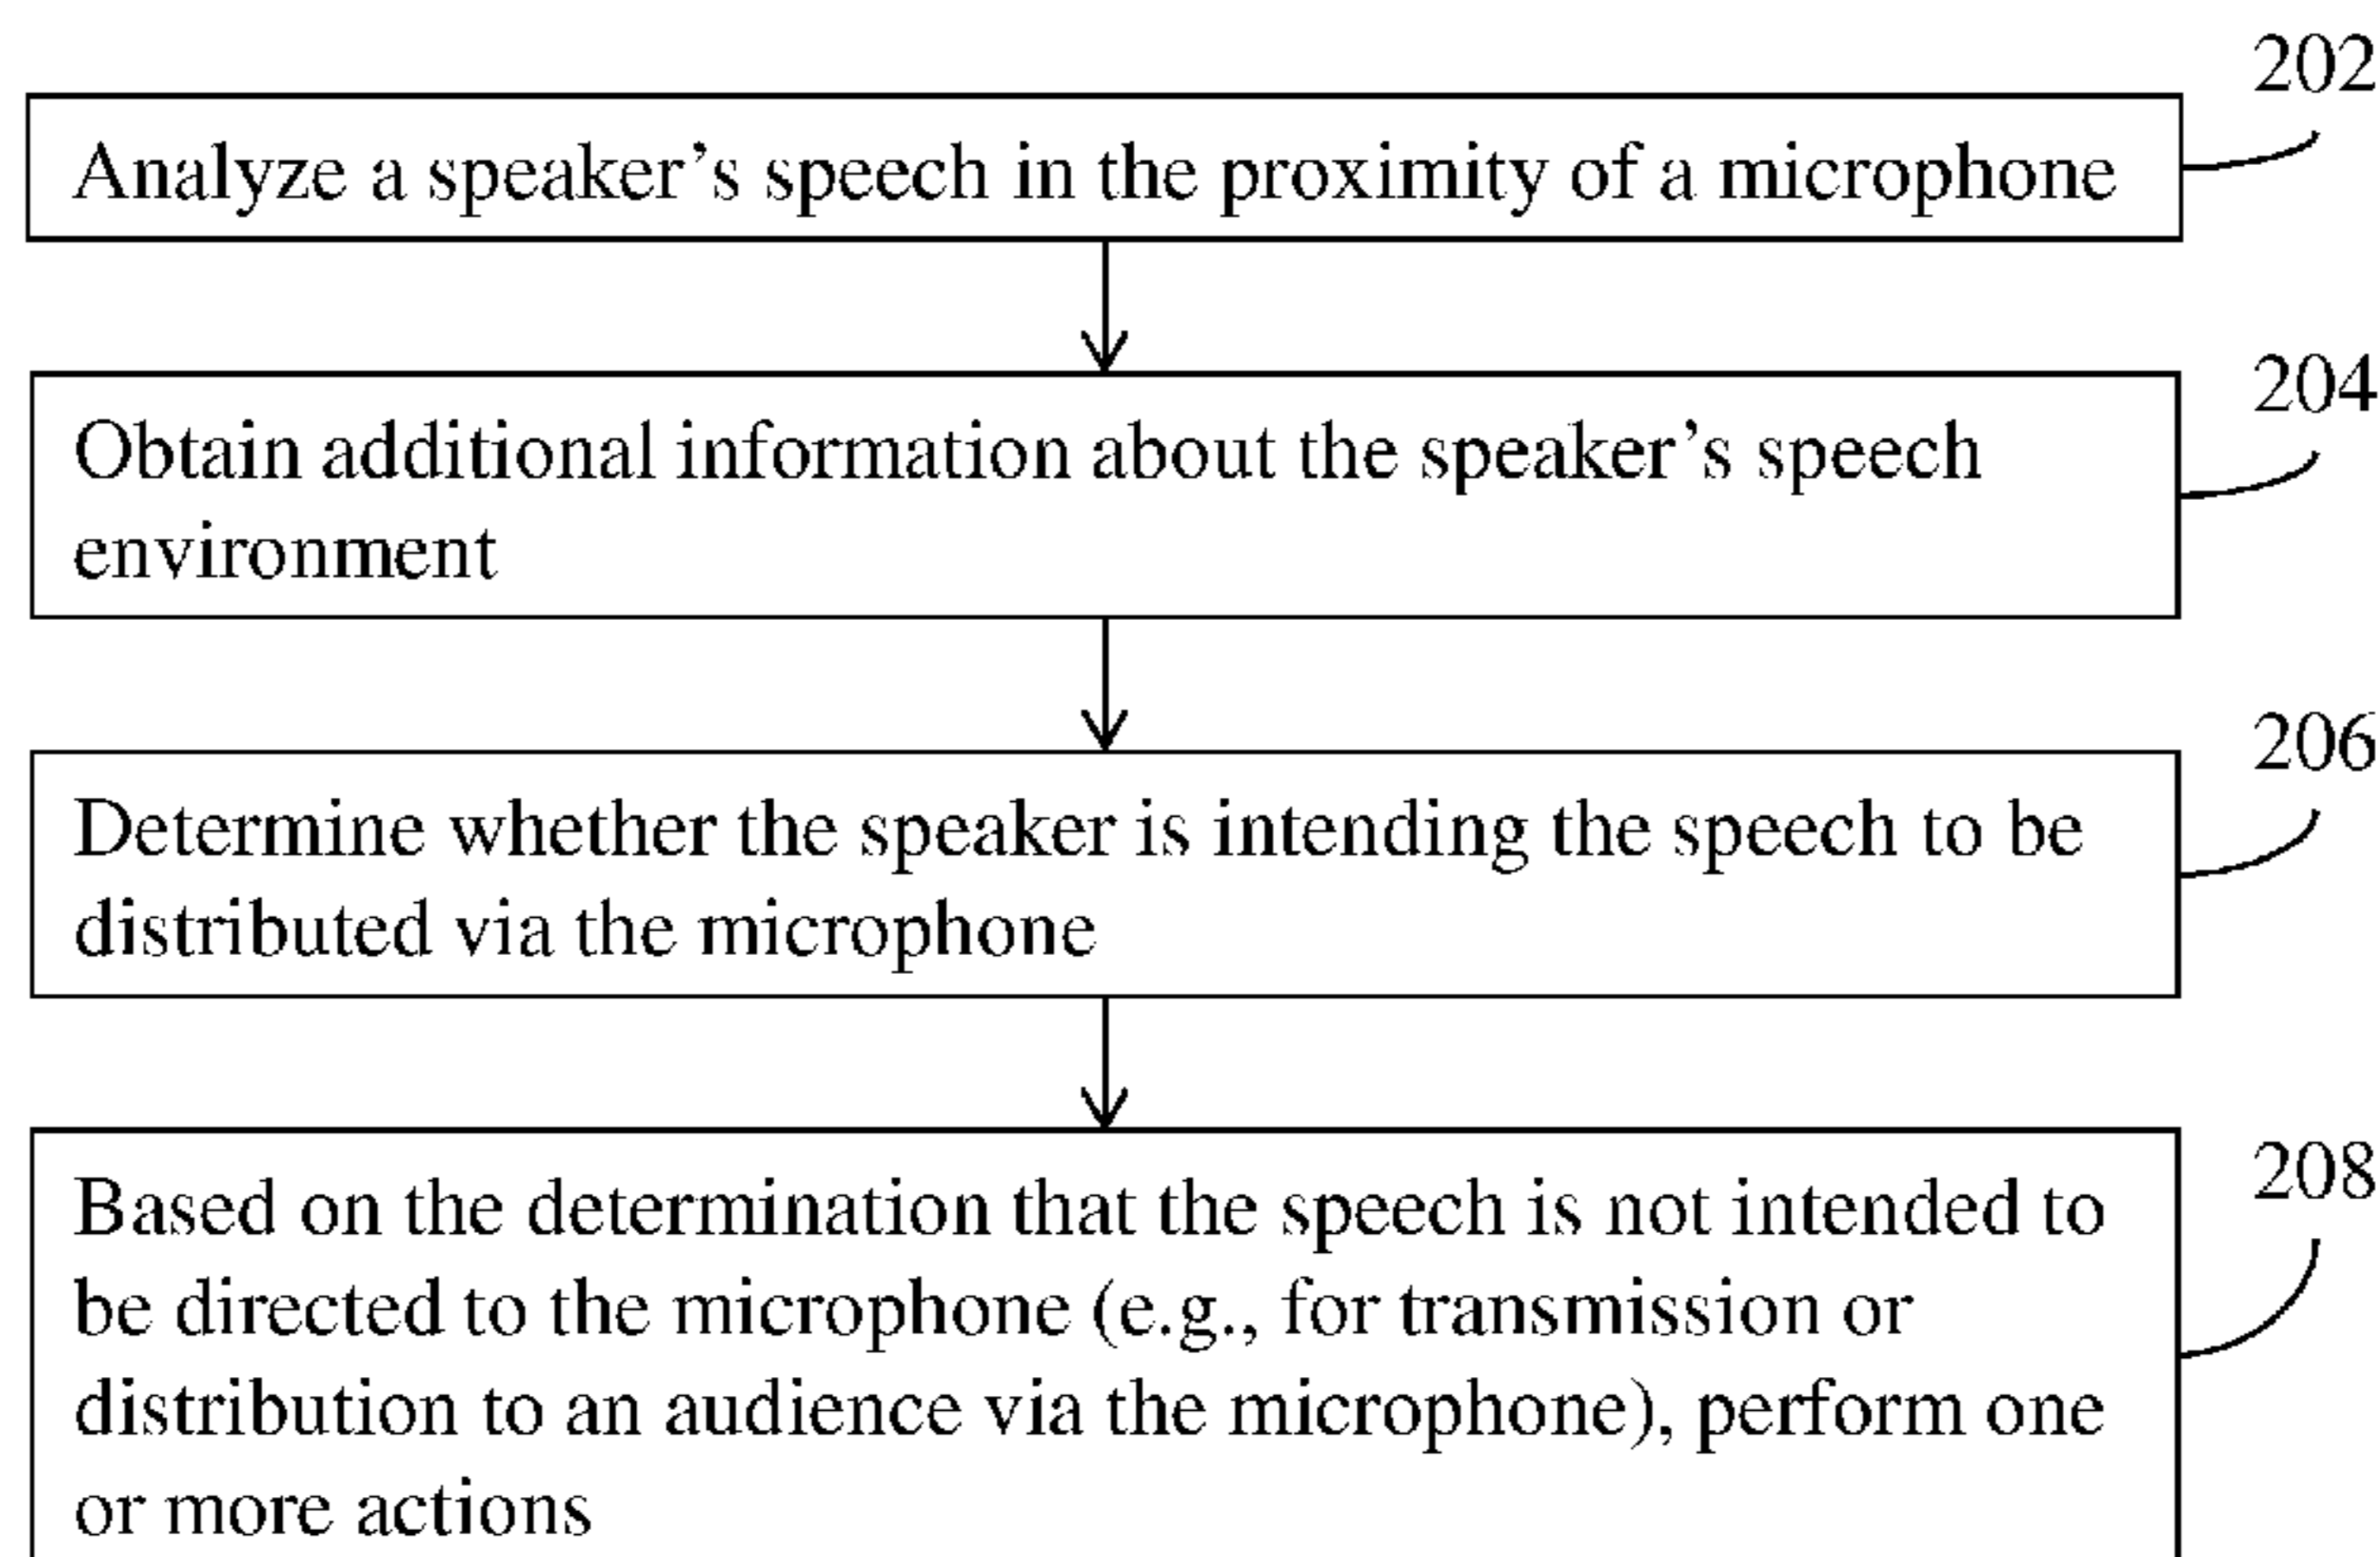 202
Analyze a speaker’s speech in the proximity of a microphone
204
Obtain additional information about the speaker’s speech
environment
206
Determine whether the speaker is intending the speech to be
distributed via the microphone
208
Based on the determination that the speech is not intended to
be directed to the microphone (e.g., for transmission or
distribution to an audience via the microphone), perform one
or more actions